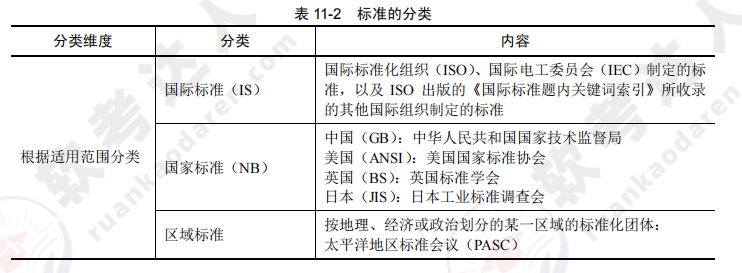 表 11-2 标准的分类
分类维度 分类 内容
根据适用范围分类
国际标准（IS）
国际标准化组织（ISO）、国际电工委员会（IEC）制定的标
准，以及 ISO 出版的《国际标准题内关键词索引》所收录
的其他国际组织制定的标准
国家标准（NB）
中国（GB）：中华人民共和国国家技术监督局
美国（ANSI）：美国国家标准协会
英国（BS）：英国标准学会
日本（JIS）：日本工业标准调查会
区域标准
按地理、经济或政治划分的某一区域的标准化团体：
太平洋地区标准会议（PASC）
软考达人
ruankaodaren.com